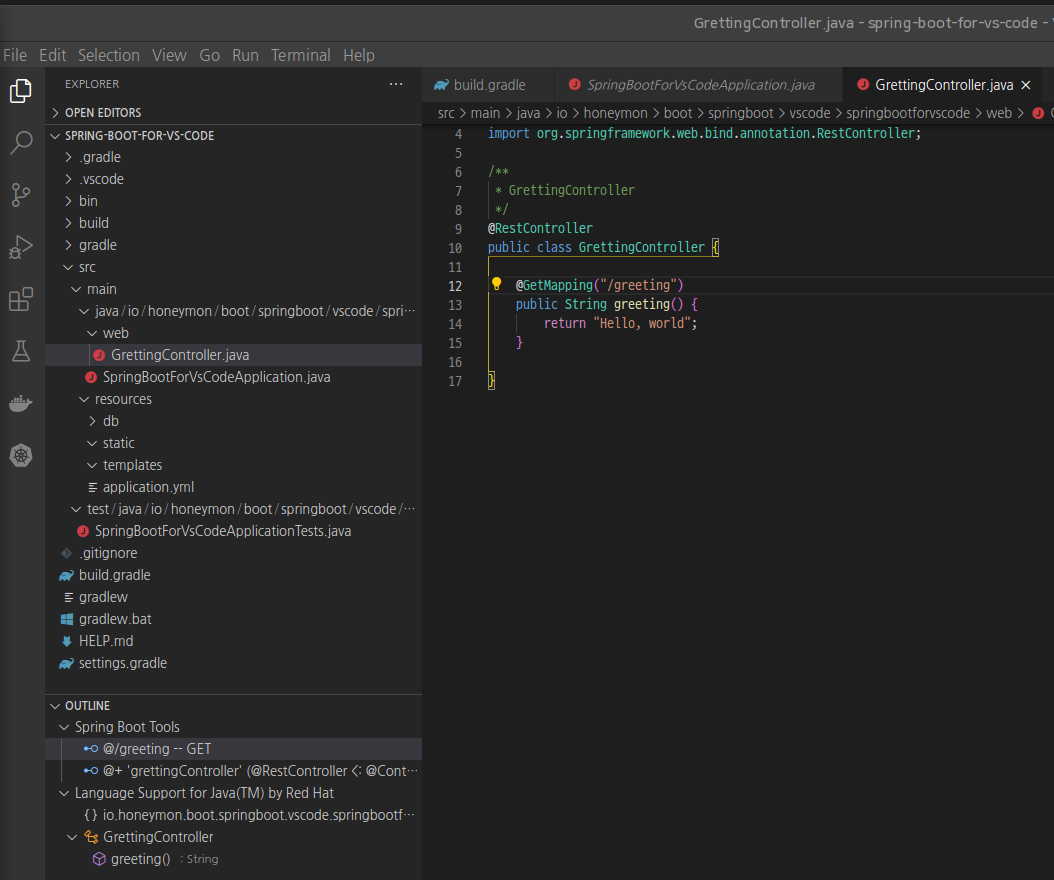 GrettingController.java - spring-boot-for-vs-code -
File Edit Selection View Go Run Terminal Help
EXPLORER ···
OPEN EDITORS
SPRING-BOOT-FOR-VS-CODE
.gradle
.vscode
bin
build
gradle
src
main
java/io/honeymon/boot/springboot/vscode/spri···
web
GrettingController.java
SpringBootForVsCodeApplication.java
resources
db
static
templates
application.yml
test/java/io/honeymon/boot/springboot/vscode/···
SpringBootForVsCodeApplicationTests.java
.gitignore
build.gradle
gradlew
gradlew.bat
HELP.md
settings.gradle
OUTLINE
Spring Boot Tools
@/greeting -- GET
@+ 'grettingController' (@RestController <: @Cont···
Language Support for Java(TM) by Red Hat
{} io.honeymon.boot.springboot.vscode.springbootf···
GrettingController
greeting() : String
build.gradle SpringBootForVsCodeApplication.java GrettingController.java ×
src > main > java > io > honeymon > boot > springboot > vscode > springbootforvscode > web >
4 import org.springframework.web.bind.annotation.RestController;
5
6 /**
7 * GrettingController
8 */
9 @RestController
10 public class GrettingController {
11
12 @GetMapping("/greeting")
13 public String greeting() {
14 return "Hello, world";
15 }
16
17 }